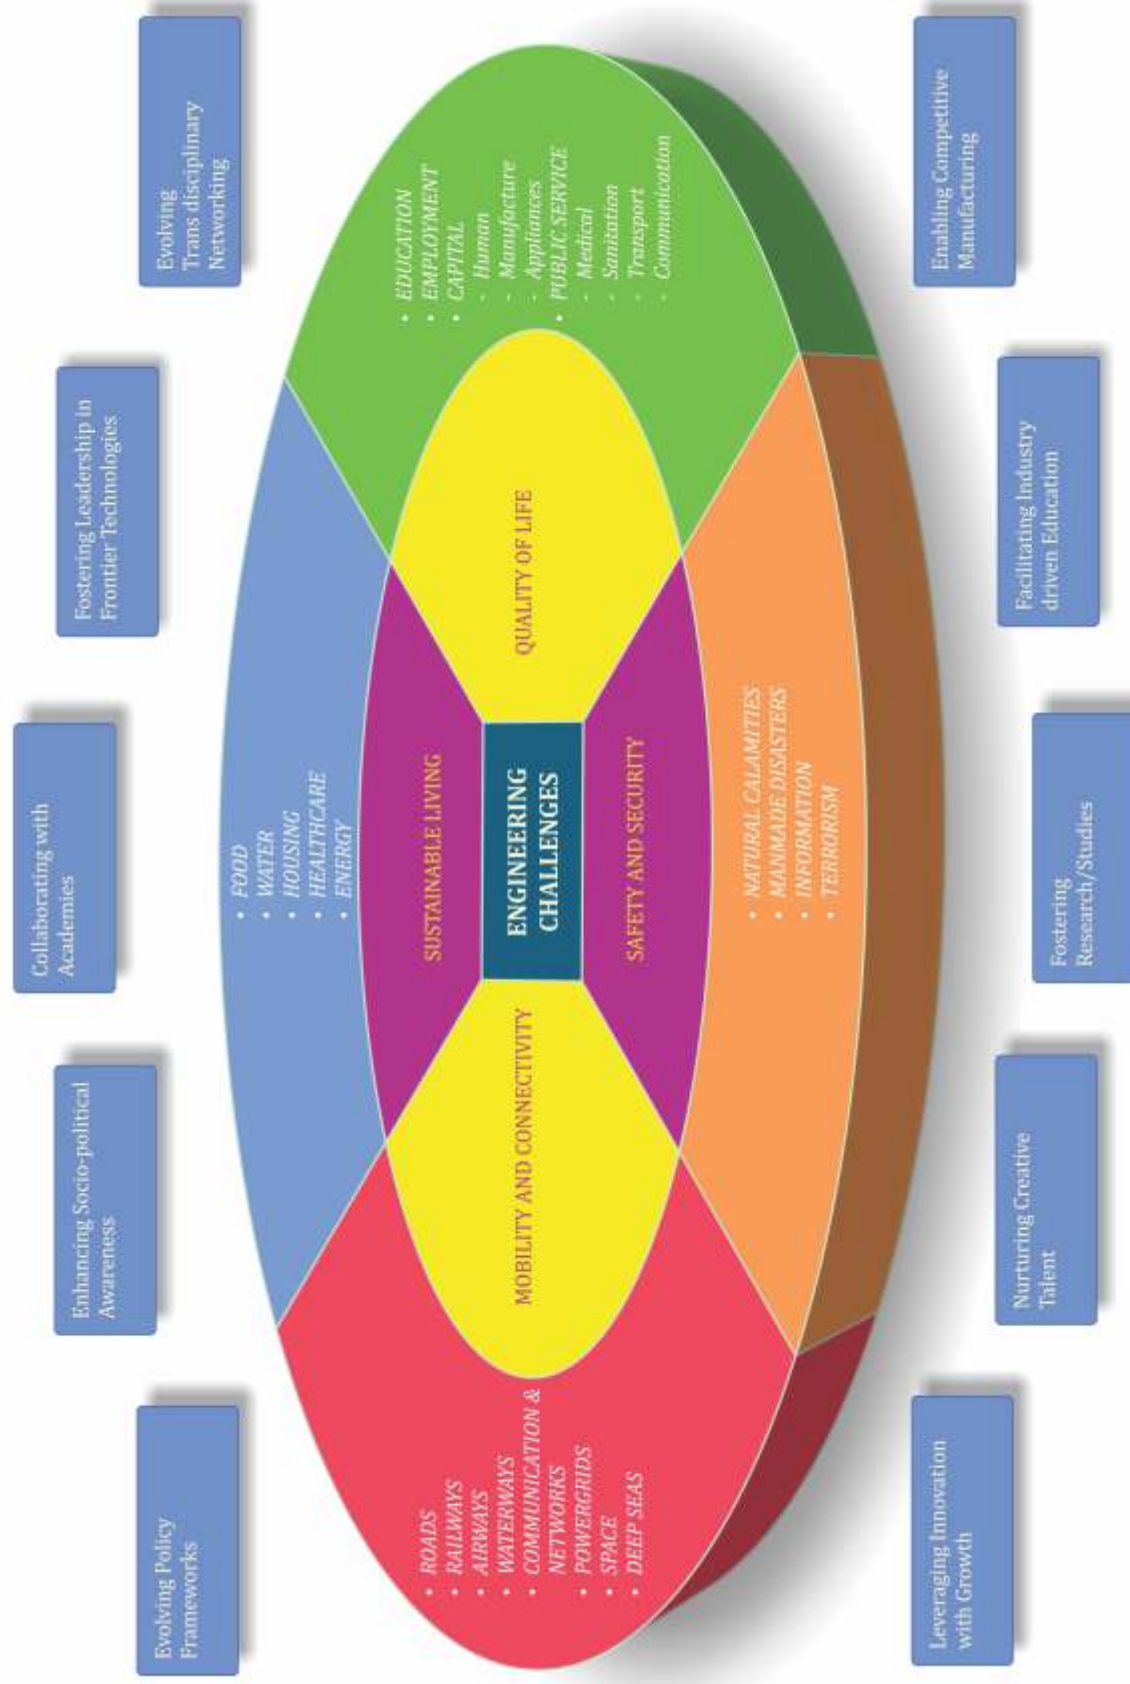 Evolving Policy
Frameworks
Enhancing Socio-political
Awareness
Collaborating with
Academies
Fostering Leadership in
Frontier Technologies
Evolving
Trans disciplinary
Networking
• FOOD
• WATER
• HOUSING
• HEALTHCARE
• ENERGY
SUSTAINABLE LIVING
• ROADS
• RAILWAYS
• AIRWAYS
• WATERWAYS
• COMMUNICATION &
NETWORKS
• POWERGRIDS
• SPACE
• DEEP SEAS
MOBILITY AND CONNECTIVITY
ENGINEERING
CHALLENGES
QUALITY OF LIFE
• EDUCATION
• EMPLOYMENT
• CAPITAL
- Human
- Manufacture
- Appliances
• PUBLIC SERVICE
- Medical
- Sanitation
- Transport
- Communication
SAFETY AND SECURITY
• NATURAL CALAMITIES
• MANMADE DISASTERS
• INFORMATION
• TERRORISM
Leveraging Innovation
with Growth
Nurturing Creative
Talent
Fostering
Research/Studies
Facilitating Industry
driven Education
Enabling Competitive
Manufacturing